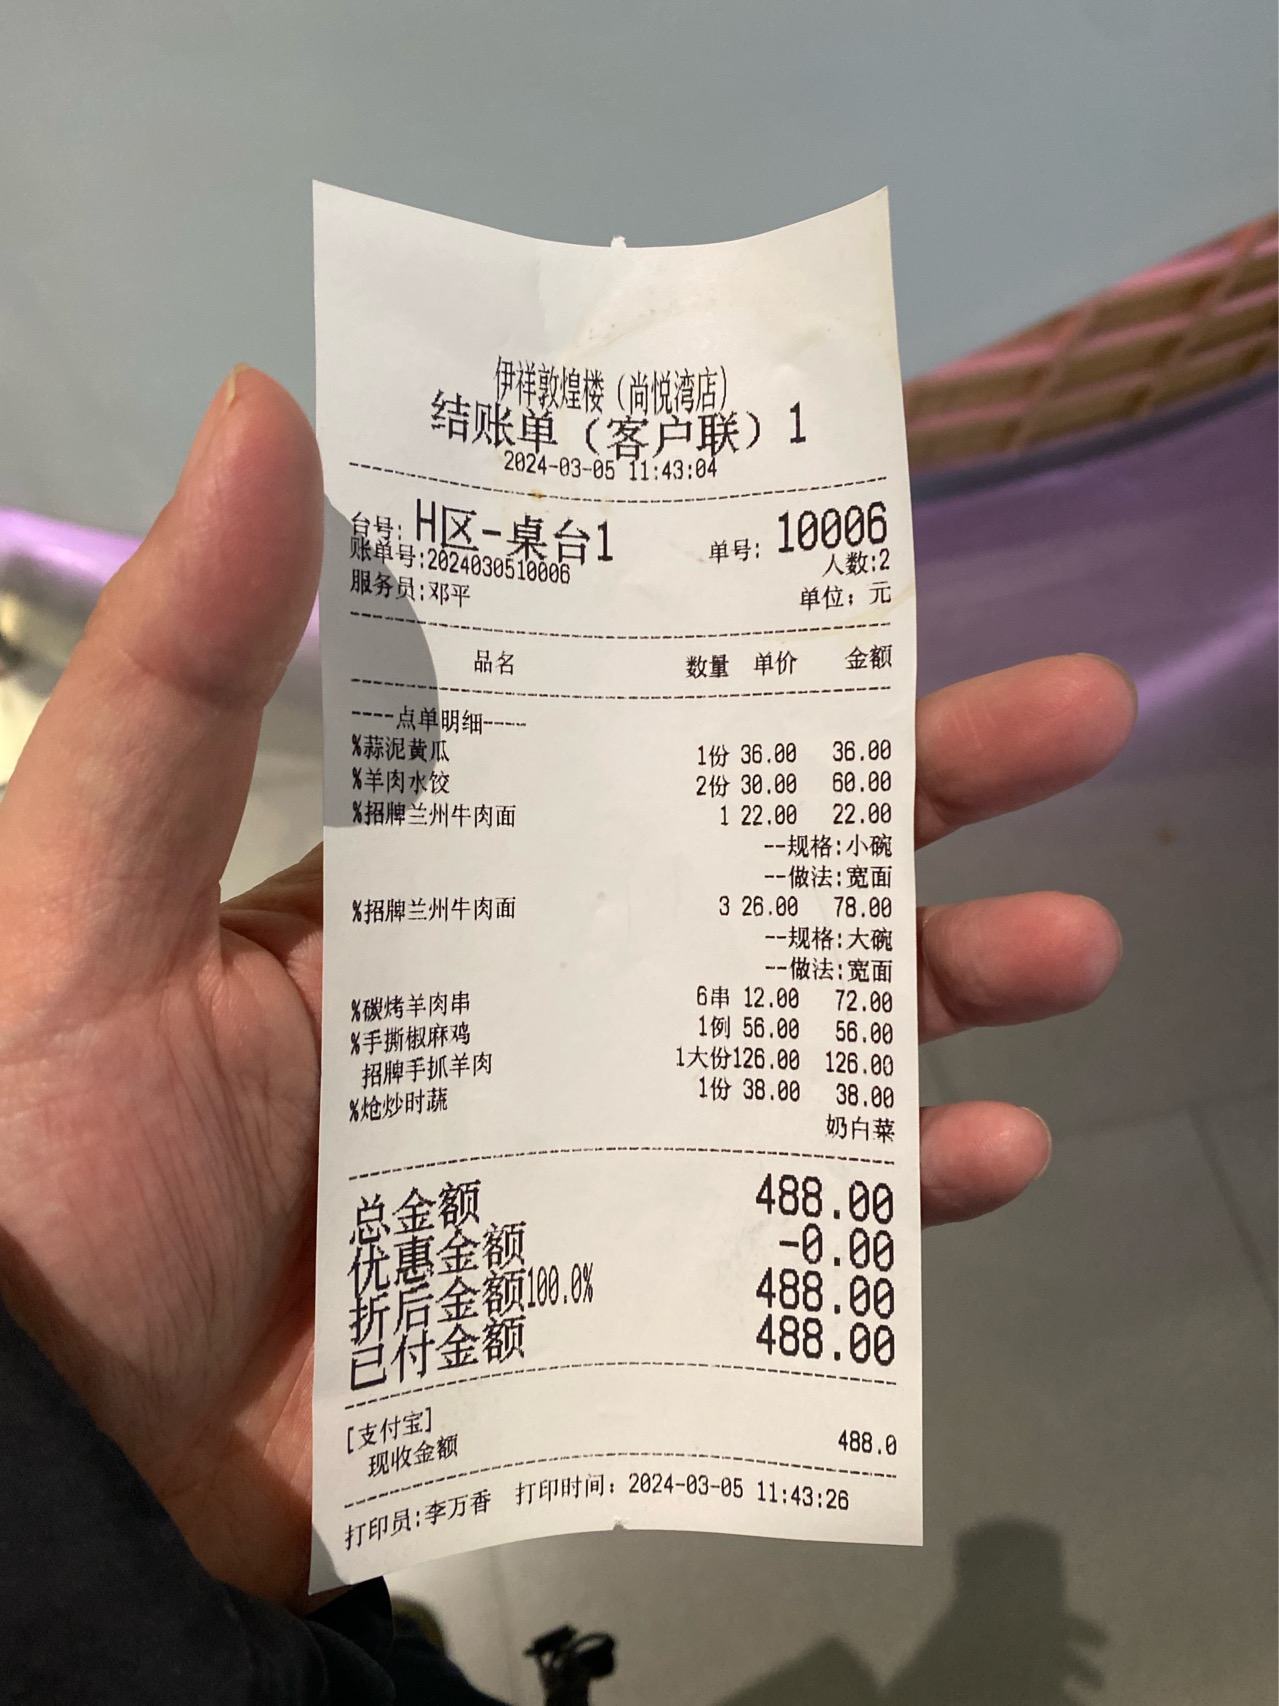 伊祥敦煌楼（尚悦湾店）
结账单（客户联）1
2024-03-05 11:43:04
台号: H区-桌台1 单号: 10006
账单号:2024030510006 人数:2
服务员:邓平 单位: 元
品名 数量 单价 金额
----点单明细----
%蒜泥黄瓜 1份 36.00 36.00
%羊肉水饺 2份 30.00 60.00
%招牌兰州牛肉面 1 22.00 22.00
--规格:小碗
--做法:宽面
%招牌兰州牛肉面 3 26.00 78.00
--规格:大碗
--做法:宽面
%碳烤羊肉串 6串 12.00 72.00
%手撕椒麻鸡 1例 56.00 56.00
招牌手抓羊肉 1大份126.00 126.00
%炝炒时蔬 1份 38.00 38.00
奶白菜
总金额 488.00
优惠金额 -0.00
折后金额100.0% 488.00
已付金额 488.00
[支付宝]
现收金额 488.0
打印员:李万香 打印时间: 2024-03-05 11:43:26